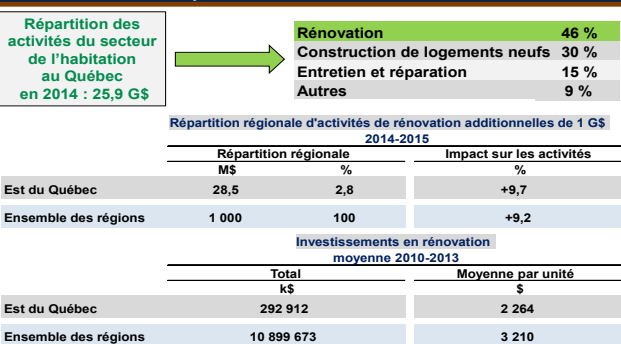 Répartition des
activités du secteur
de l'habitation
au Québec
en 2014 : 25,9 G$
Rénovation 46 %
Construction de logements neufs 30 %
Entretien et réparation 15 %
Autres 9 %
Répartition régionale d'activités de rénovation additionnelles de 1 G$
2014-2015
Répartition régionale Impact sur les activités
M$ % %
Est du Québec 28,5 2,8 +9,7
Ensemble des régions 1 000 100 +9,2
Investissements en rénovation
moyenne 2010-2013
Total Moyenne par unité
k$ $
Est du Québec 292 912 2 264
Ensemble des régions 10 899 673 3 210